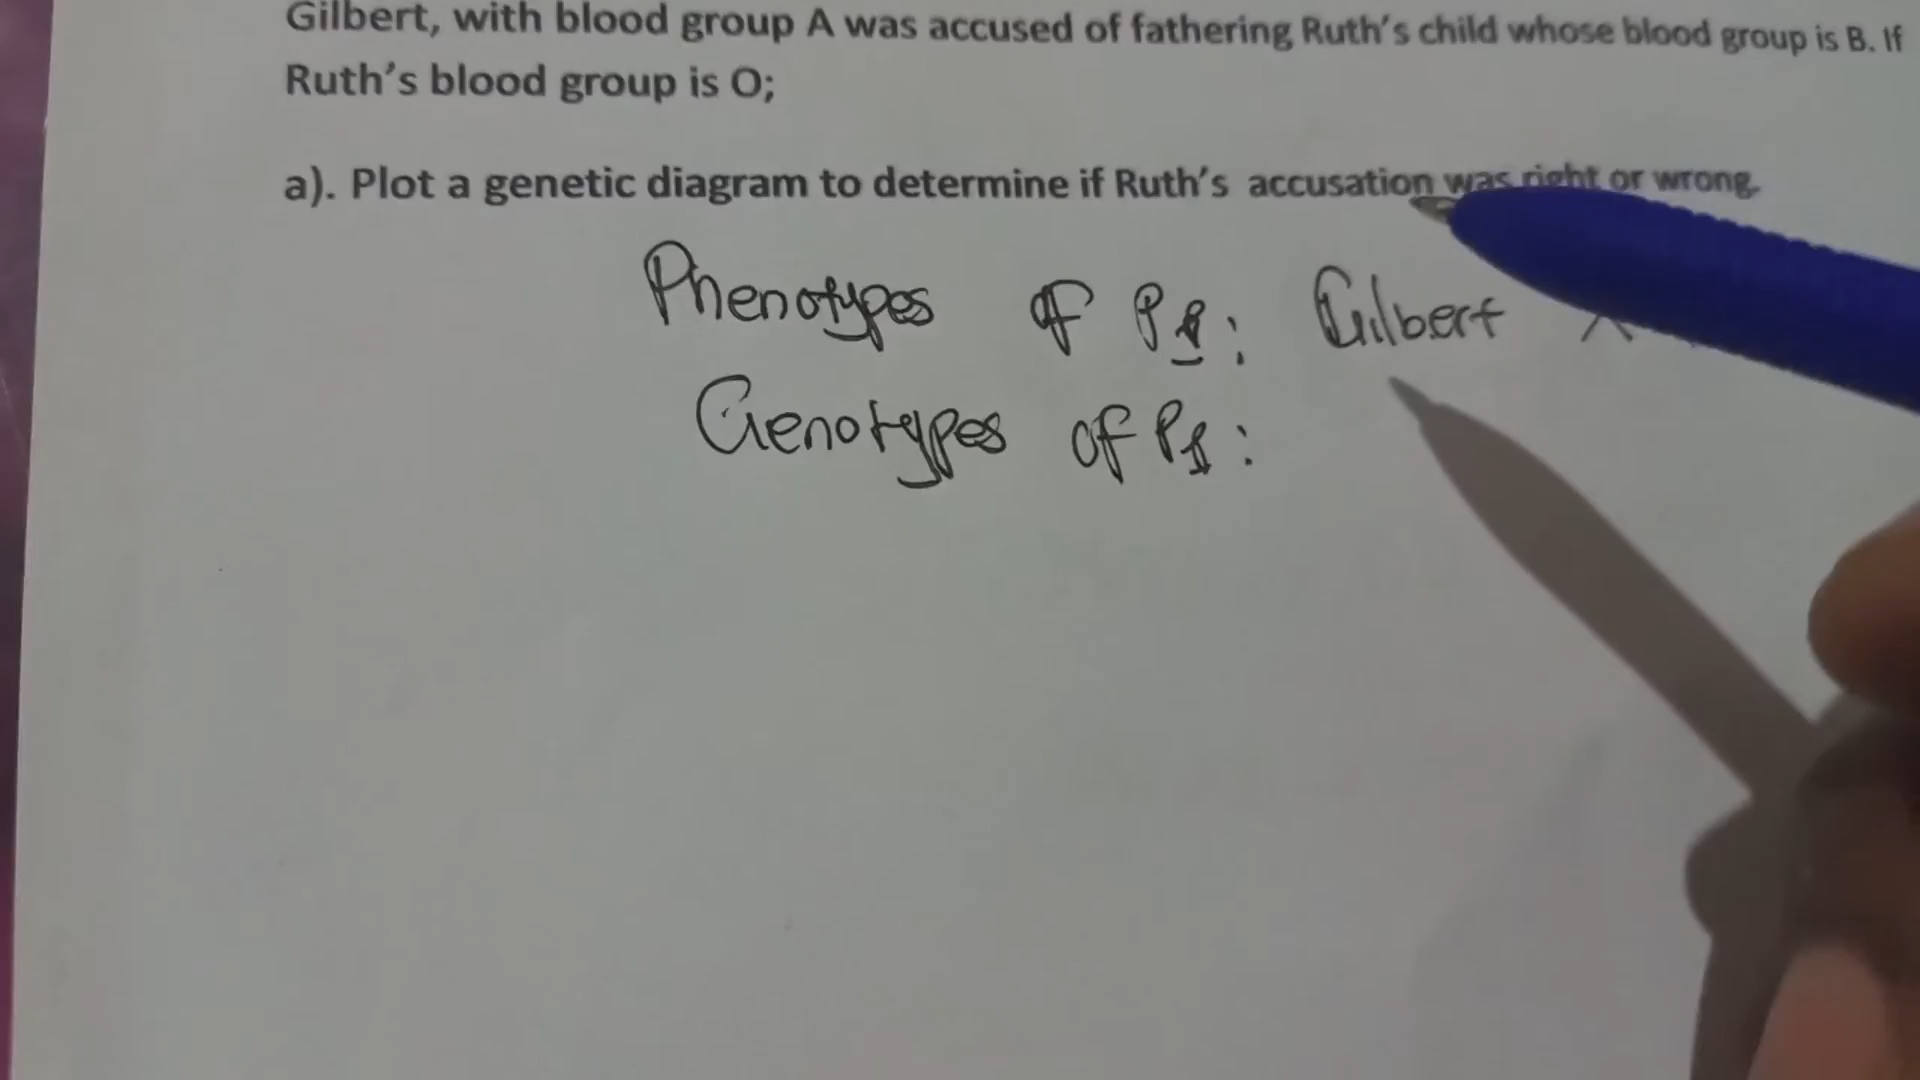 Gilbert, with blood group A was accused of fathering Ruth's child whose blood group is B. If
Ruth's blood group is O;
a). Plot a genetic diagram to determine if Ruth's accusation was right or wrong.
Phenotypes of P1: Gilbert X
Genotypes of P1: